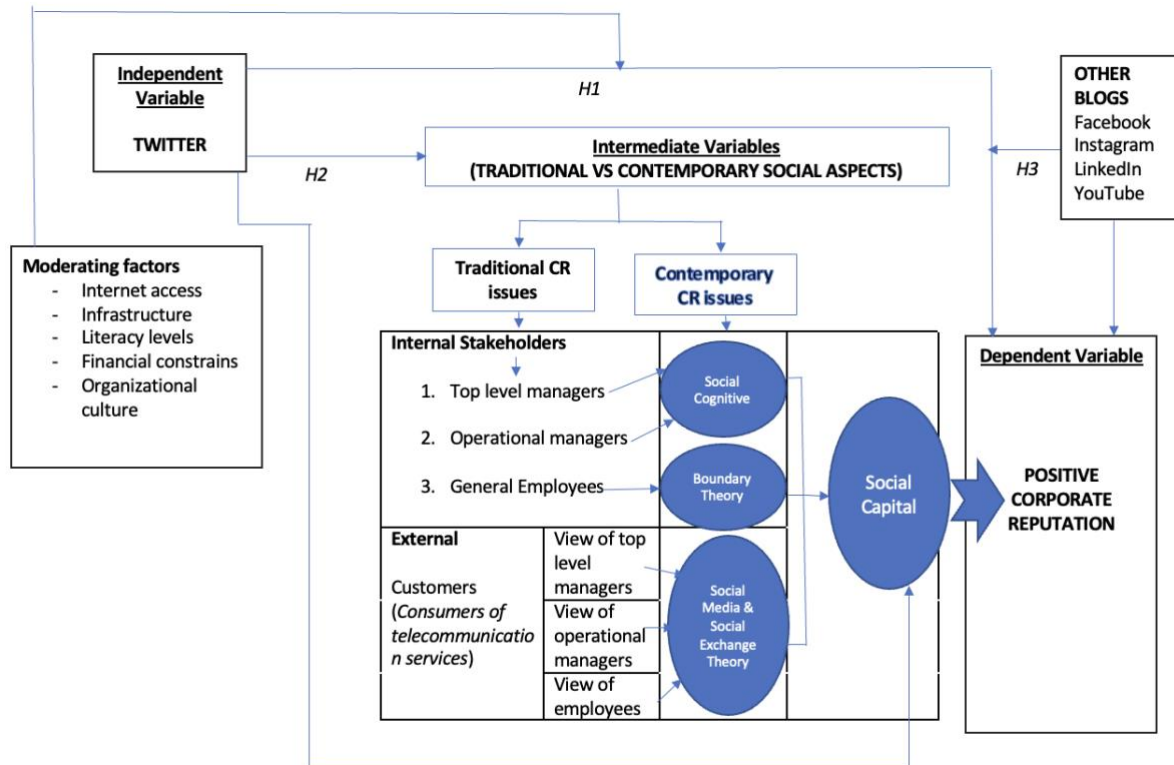 Independent
Variable
TWITTER
H1
H2
Intermediate Variables
(TRADITIONAL VS CONTEMPORARY SOCIAL ASPECTS)
OTHER
BLOGS
Facebook
Instagram
LinkedIn
YouTube
H3
Moderating factors
- Internet access
- Infrastructure
- Literacy levels
- Financial constrains
- Organizational
culture
Traditional CR
issues
Contemporary
CR issues
Internal Stakeholders
1. Top level managers
2. Operational managers
3. General Employees
Social
Cognitive
Boundary
Theory
External
Customers
(Consumers of
telecommunicatio
n services)
View of top
level
managers
View of
operational
managers
View of
employees
Social
Media &
Social
Exchange
Theory
Social
Capital
Dependent Variable
POSITIVE
CORPORATE
REPUTATION